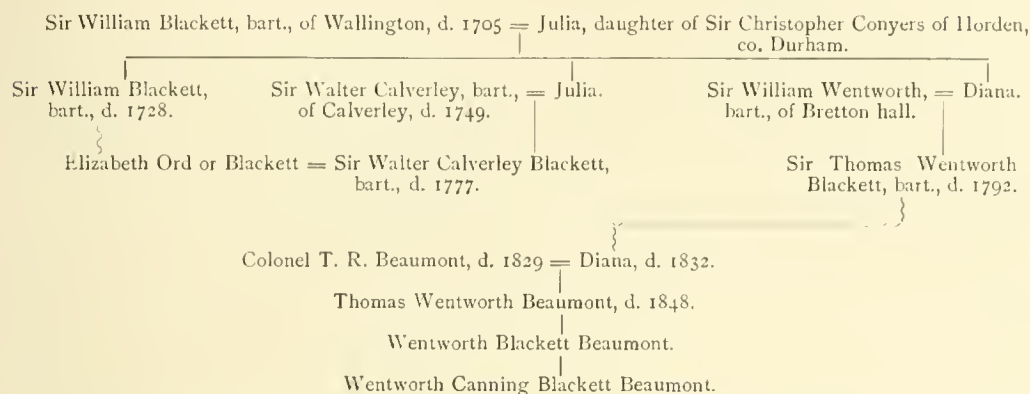 Sir William Blackett, bart., of Wallington, d. 1705 = Julia, daughter of Sir Christopher Conyers of Horden,
co. Durham.
Sir William Blackett, Sir Walter Calverley, bart., = Julia. Sir William Wentworth, = Diana.
bart., d. 1728. of Calverley, d. 1749. bart., of Bretton hall.
Elizabeth Ord or Blackett = Sir Walter Calverley Blackett, Sir Thomas Wentworth
bart., d. 1777. Blackett, bart., d. 1792.
Colonel T. R. Beaumont, d. 1829 = Diana, d. 1832.
Thomas Wentworth Beaumont, d. 1848.
Wentworth Blackett Beaumont.
Wentworth Canning Blackett Beaumont.